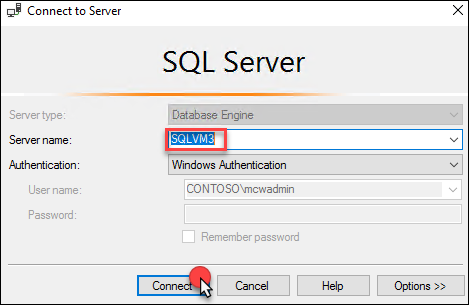 Connect to Server
SQL Server
Server type: Database Engine
Server name: SQLVM3
Authentication: Windows Authentication
User name: CONTOSO\mcwadmin
Password:
Remember password
Connect Cancel Help Options >>